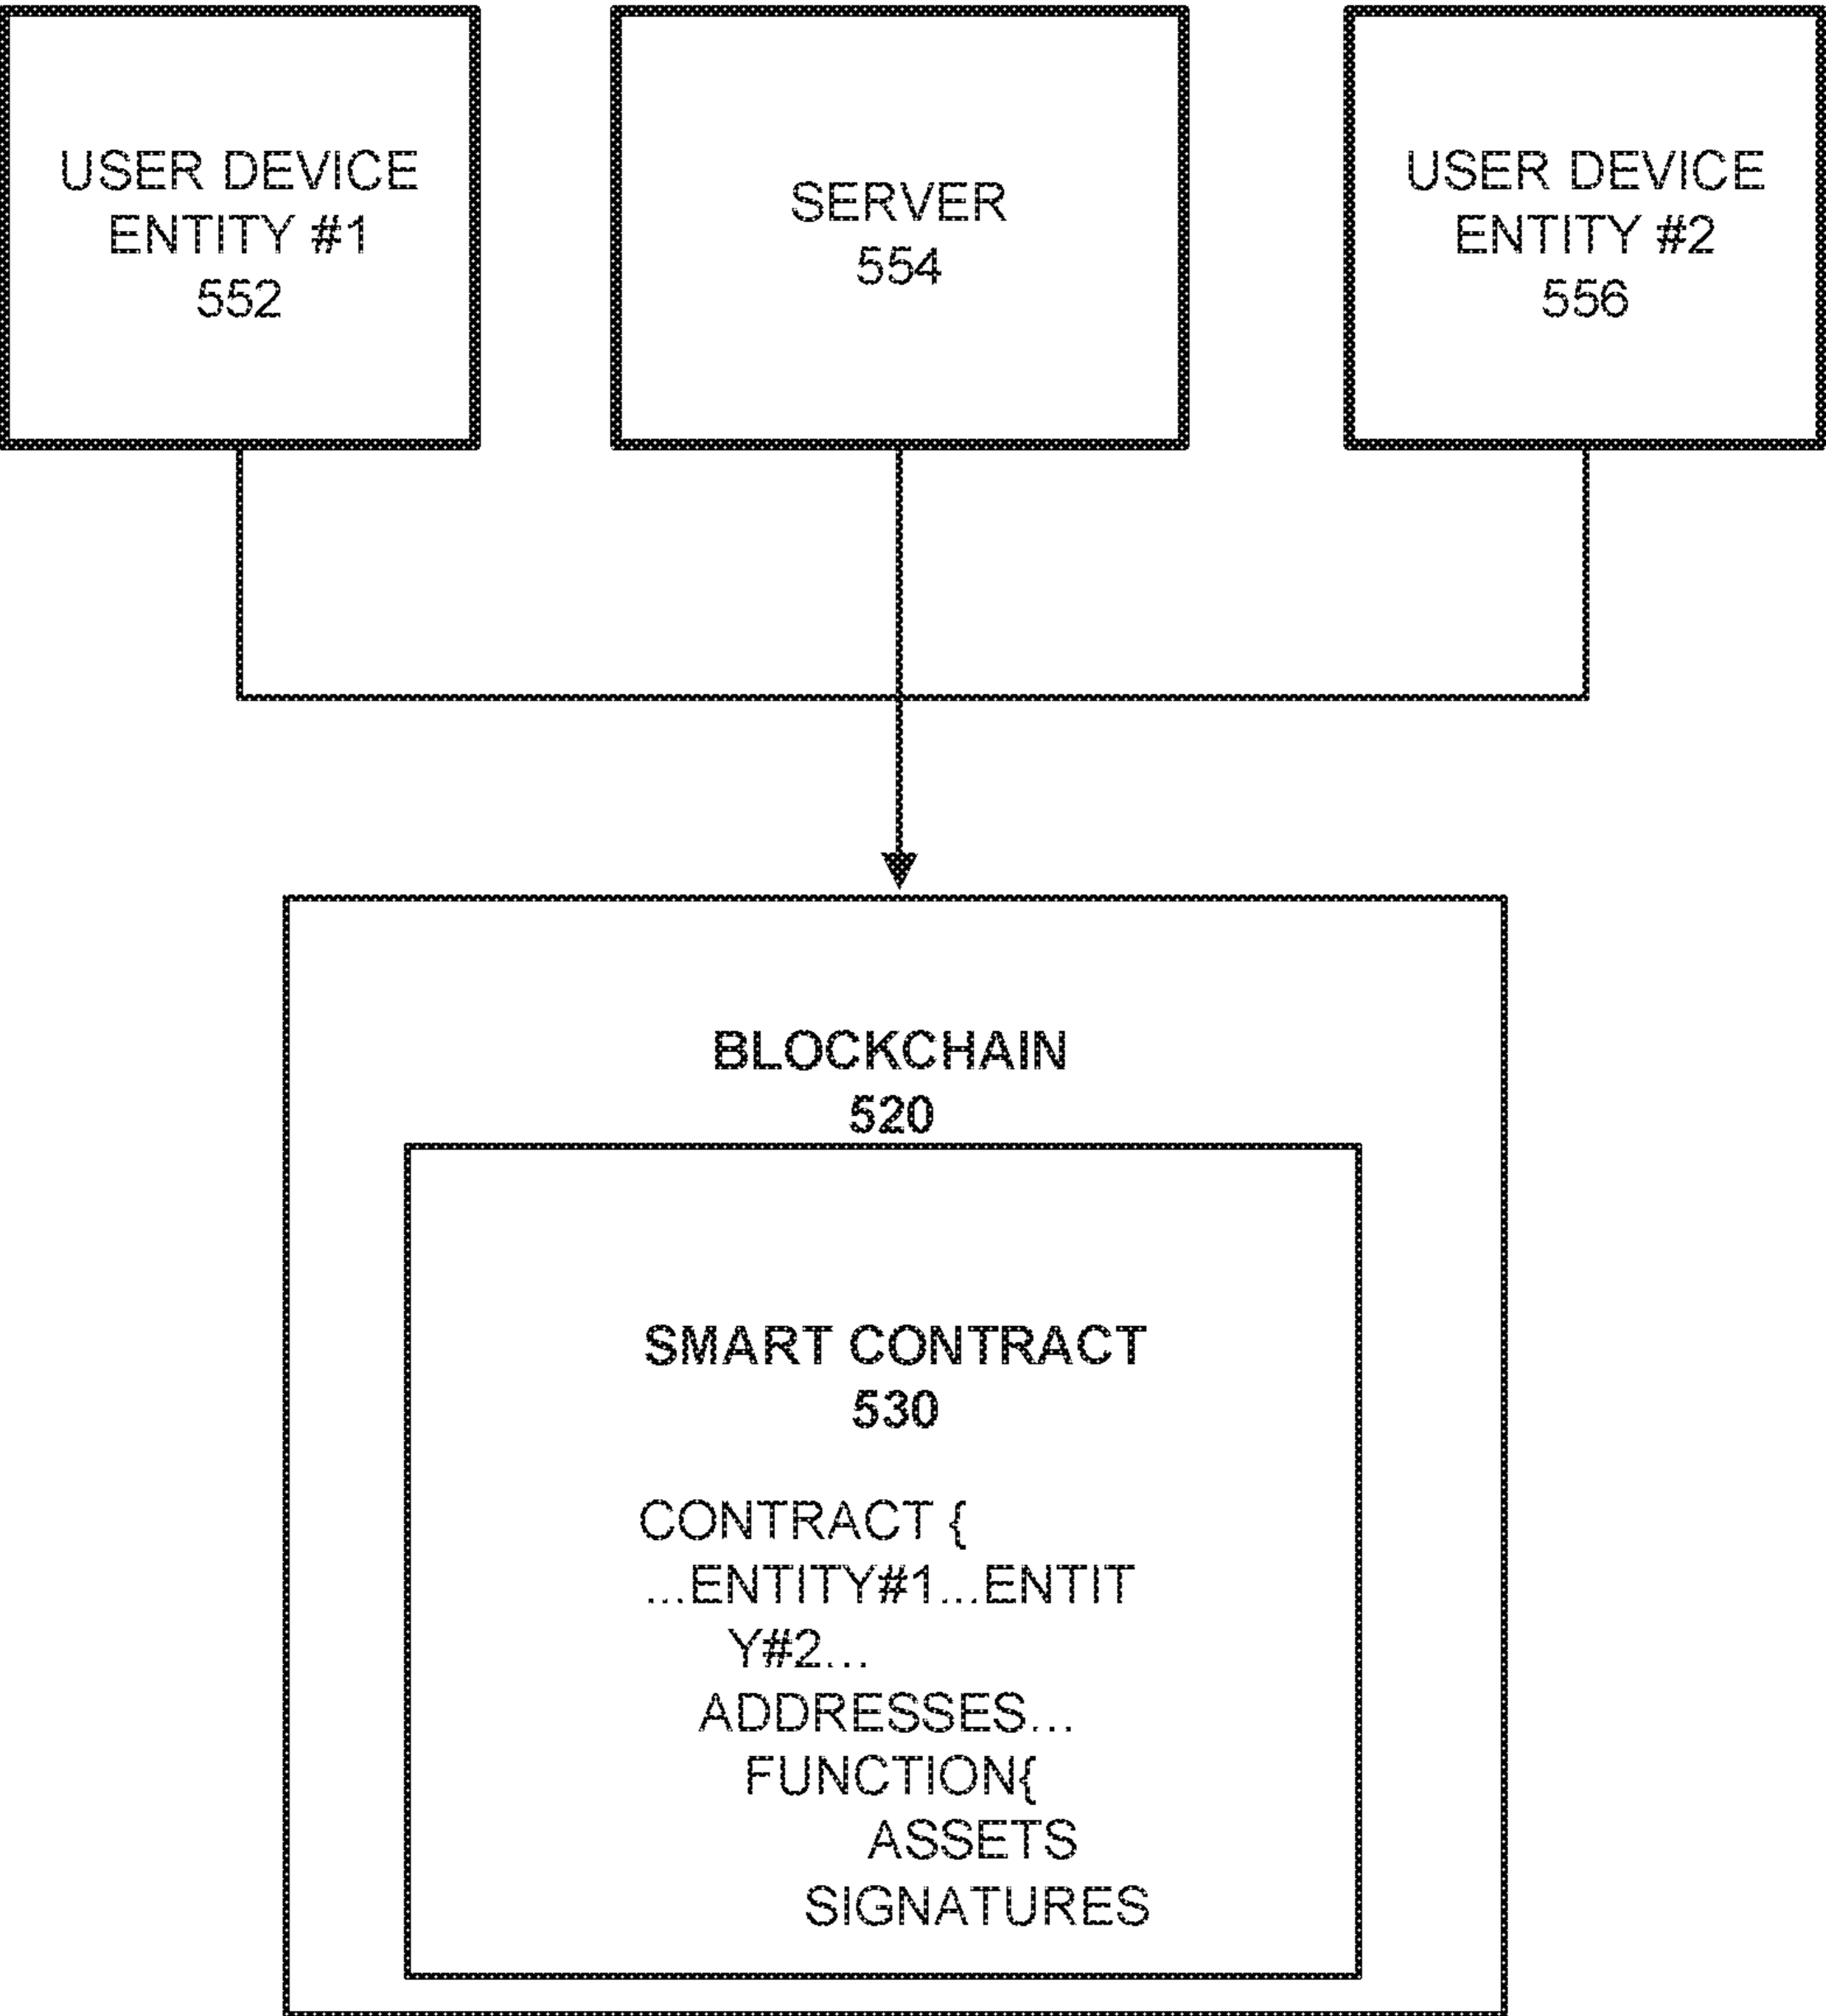 USER DEVICE
ENTITY #1
552
SERVER
554
USER DEVICE
ENTITY #2
556
BLOCKCHAIN
520
SMART CONTRACT
530
CONTRACT {
...ENTITY#1...ENTIT
Y#2...
ADDRESSES...
FUNCTION{
ASSETS
SIGNATURES